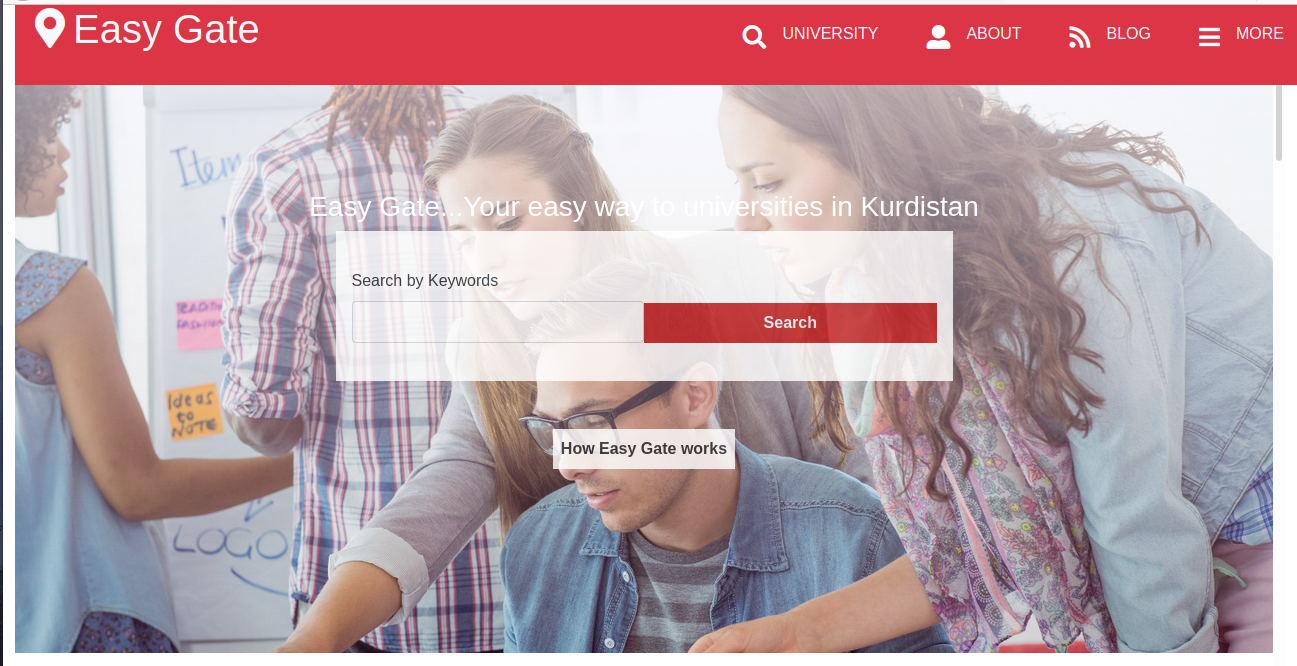 Easy Gate
UNIVERSITY
ABOUT
BLOG
MORE
Item
Easy Gate...Your easy way to universities in Kurdistan
Search by Keywords
Search
TRADITION
FASHION
Ideas
to
NOTE
How Easy Gate works
LOGO